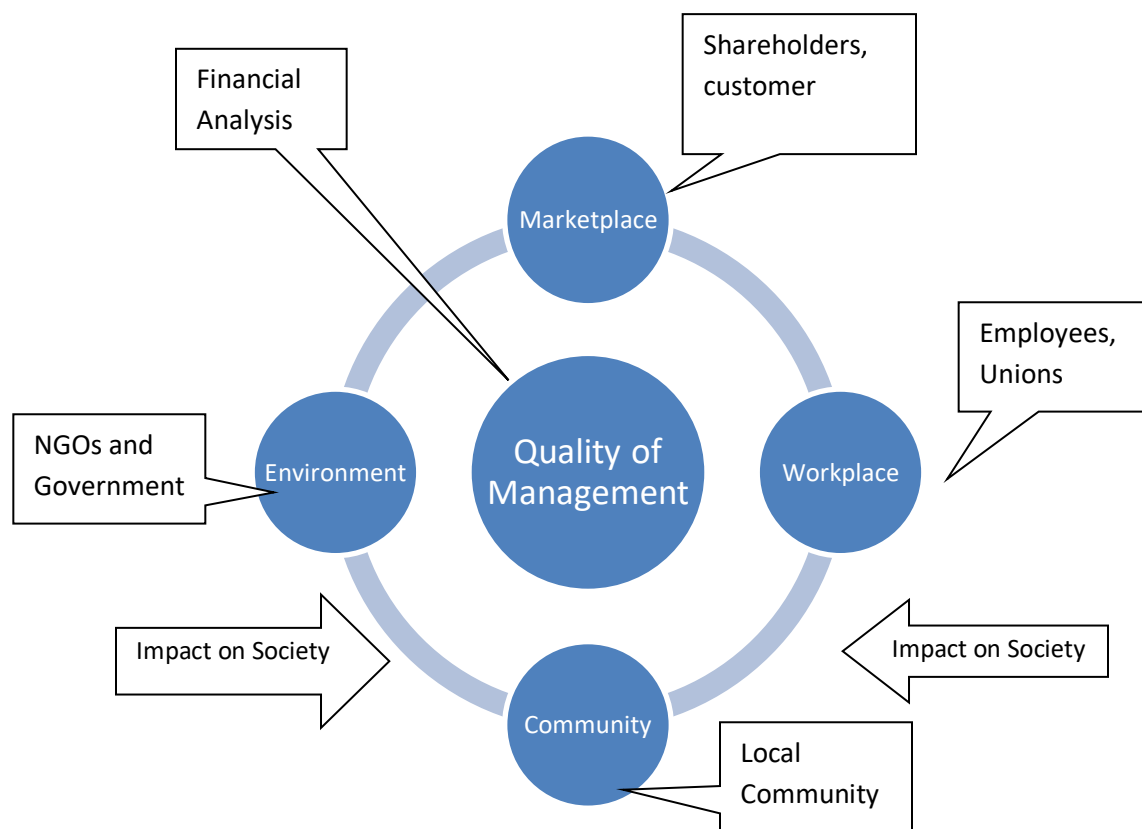 Financial
Analysis
Shareholders,
customer
Marketplace
Employees,
Unions
NGOs and
Government
Environment
Quality of
Management
Workplace
Impact on Society
Impact on Society
Community
Local
Community